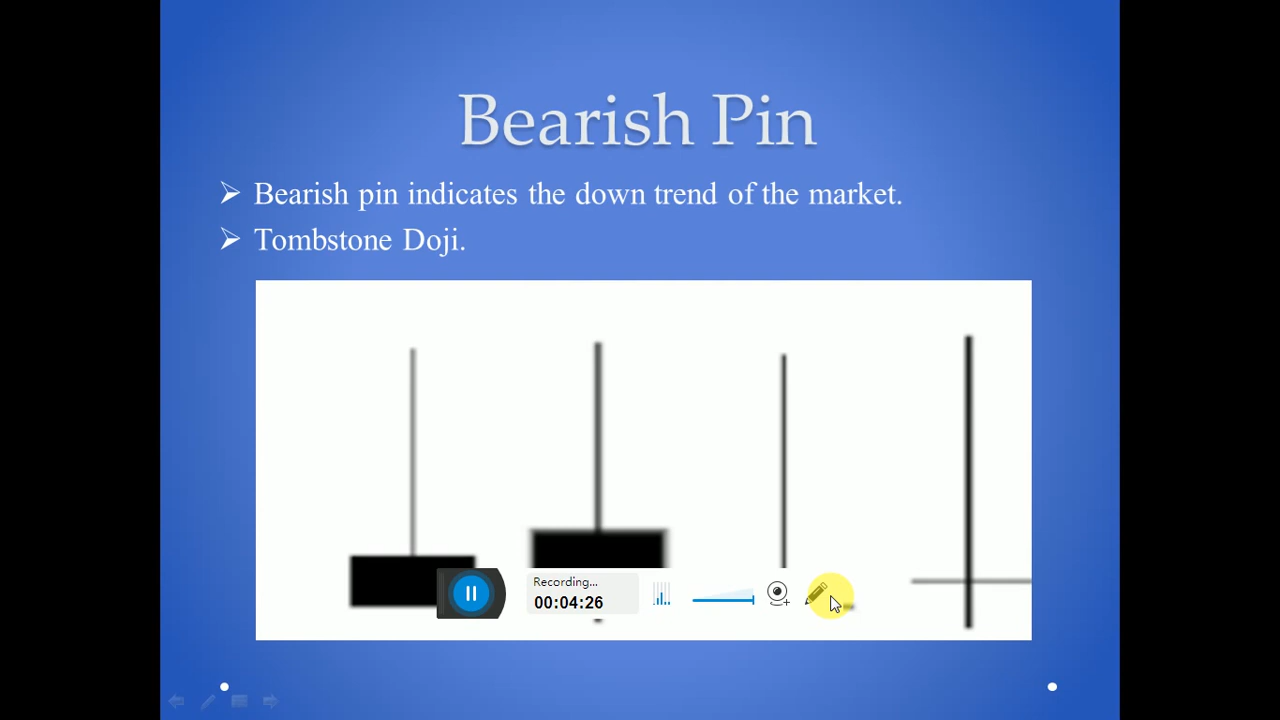 Bearish Pin
Bearish pin indicates the down trend of the market.
Tombstone Doji.
Recording...
00:04:26